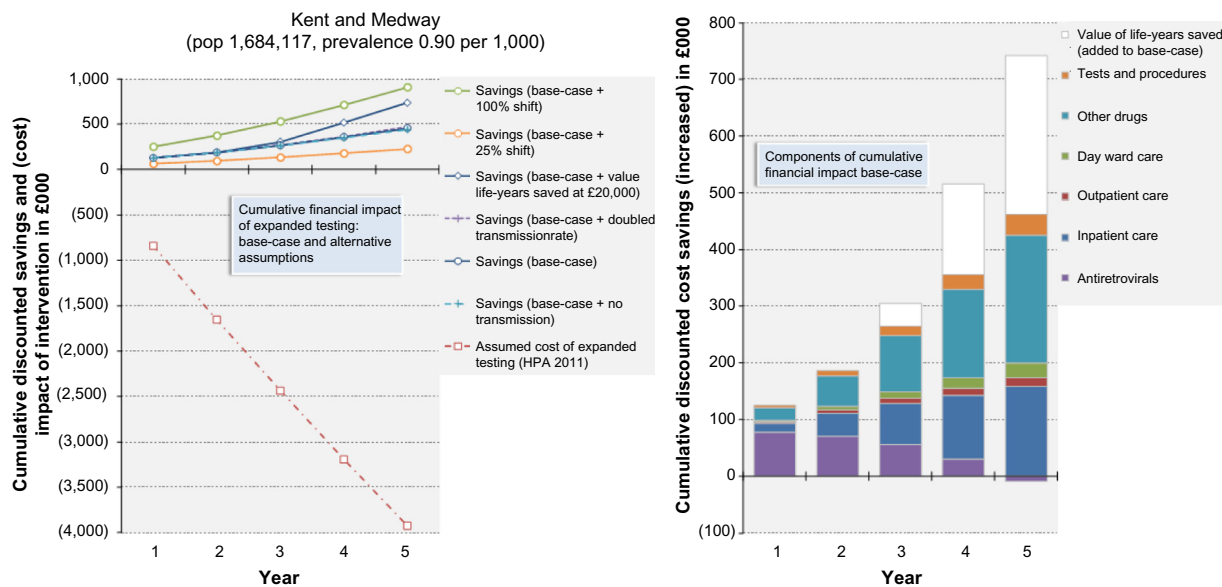 Kent and Medway
(pop 1,684,117, prevalence 0.90 per 1,000)
Cumulative discounted savings and (cost)
impact of intervention in £000
1,000
500
0
(500)
(1,000)
(1,500)
(2,000)
(2,500)
(3,000)
(3,500)
(4,000)
1 2 3 4 5
Year
Cumulative financial impact
of expanded testing:
base-case and alternative
assumptions
Savings (base-case +
100% shift)
Savings (base-case +
25% shift)
Savings (base-case + value
life-years saved at £20,000)
Savings (base-case + doubled
transmissionrate)
Savings (base-case)
Savings (base-case + no
transmission)
Assumed cost of expanded
testing (HPA 2011)
Cumulative discounted cost savings (increased) in £000
800
700
600
500
400
300
200
100
0
(100)
1 2 3 4 5
Year
Components of cumulative
financial impact base-case
Value of life-years saved
(added to base-case)
Tests and procedures
Other drugs
Day ward care
Outpatient care
Inpatient care
Antiretrovirals